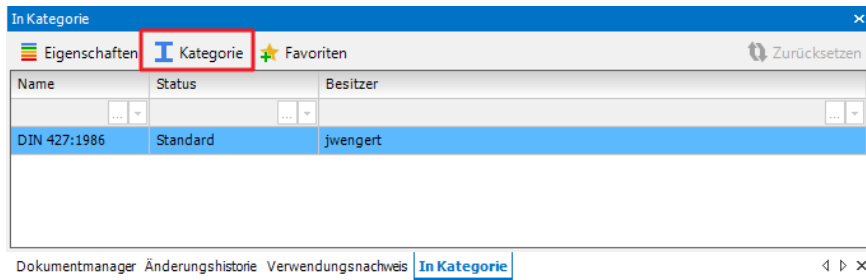 In Kategorie
Eigenschaften Kategorie Favoriten Zurücksetzen
Name Status Besitzer
... ... ...
DIN 427:1986 Standard jwengert
Dokumentmanager Änderungshistorie Verwendungsnachweis In Kategorie